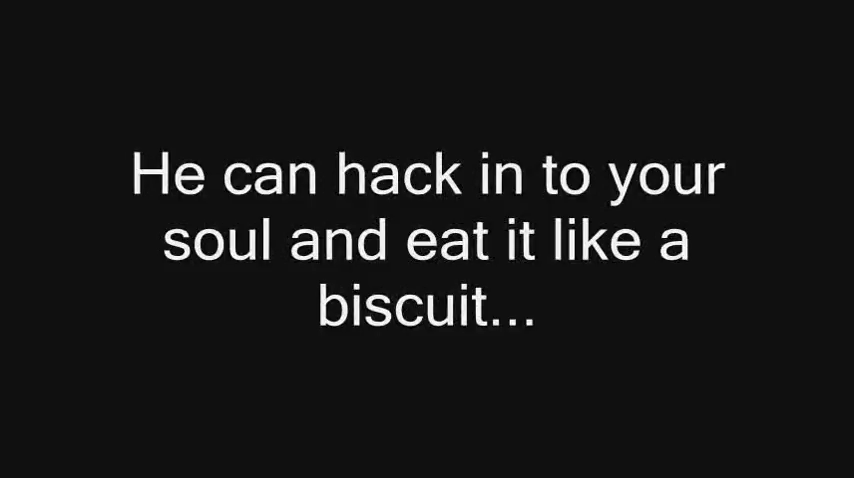 He can hack in to your
soul and eat it like a
biscuit...